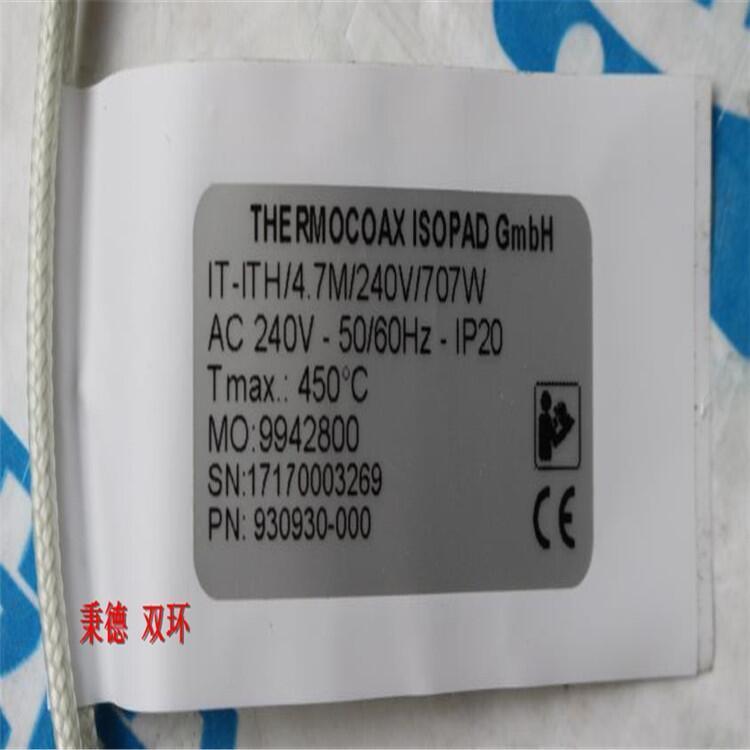 THERMOCOAX ISOPAD GmbH
IT-ITH/4.7M/240V/707W
AC 240V - 50/60Hz - IP20
Tmax.: 450°C
MO:9942800
SN:17170003269
PN: 930930-000
CE
秉德 双环